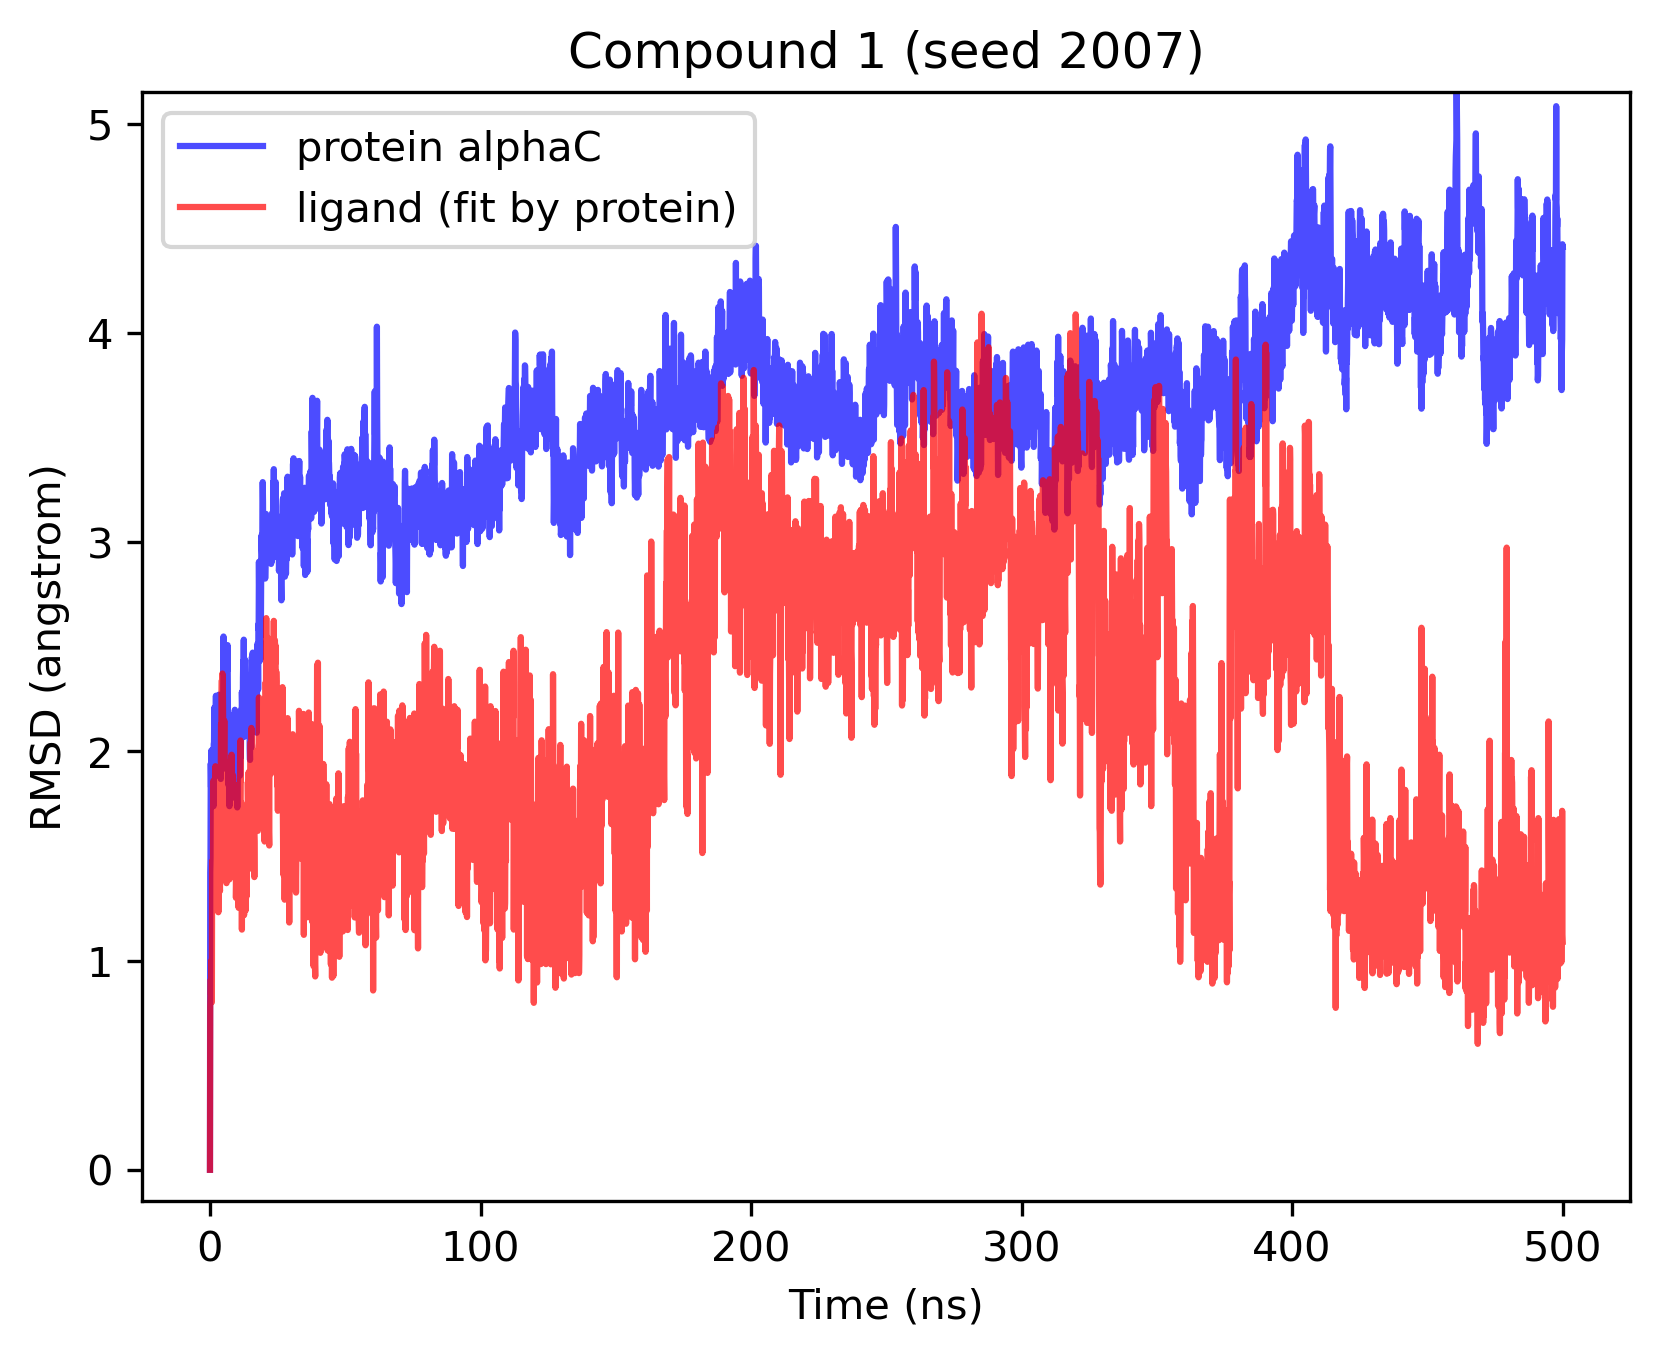 Compound 1 (seed 2007)
protein alphaC
ligand (fit by protein)
RMSD (angstrom)
5
4
3
2
1
0
0 100 200 300 400 500
Time (ns)